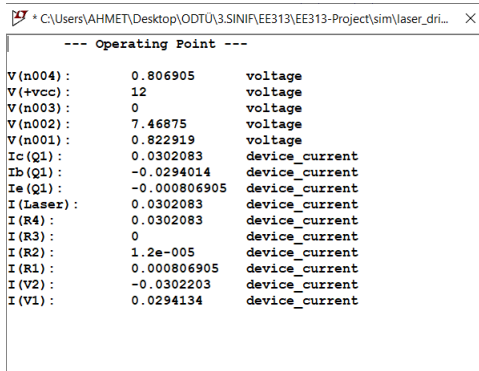 * C:\Users\AHMET\Desktop\ODTÜ\3.SINIF\EE313\EE313-Project\sim\laser_dri...
--- Operating Point ---
V(n004): 0.806905 voltage
V(+vcc): 12 voltage
V(n003): 0 voltage
V(n002): 7.46875 voltage
V(n001): 0.822919 voltage
Ic(Q1): 0.0302083 device_current
Ib(Q1): -0.0294014 device_current
Ie(Q1): -0.000806905 device_current
I(Laser): 0.0302083 device_current
I(R4): 0.0302083 device_current
I(R3): 0 device_current
I(R2): 1.2e-005 device_current
I(R1): 0.000806905 device_current
I(V2): -0.0302203 device_current
I(V1): 0.0294134 device_current